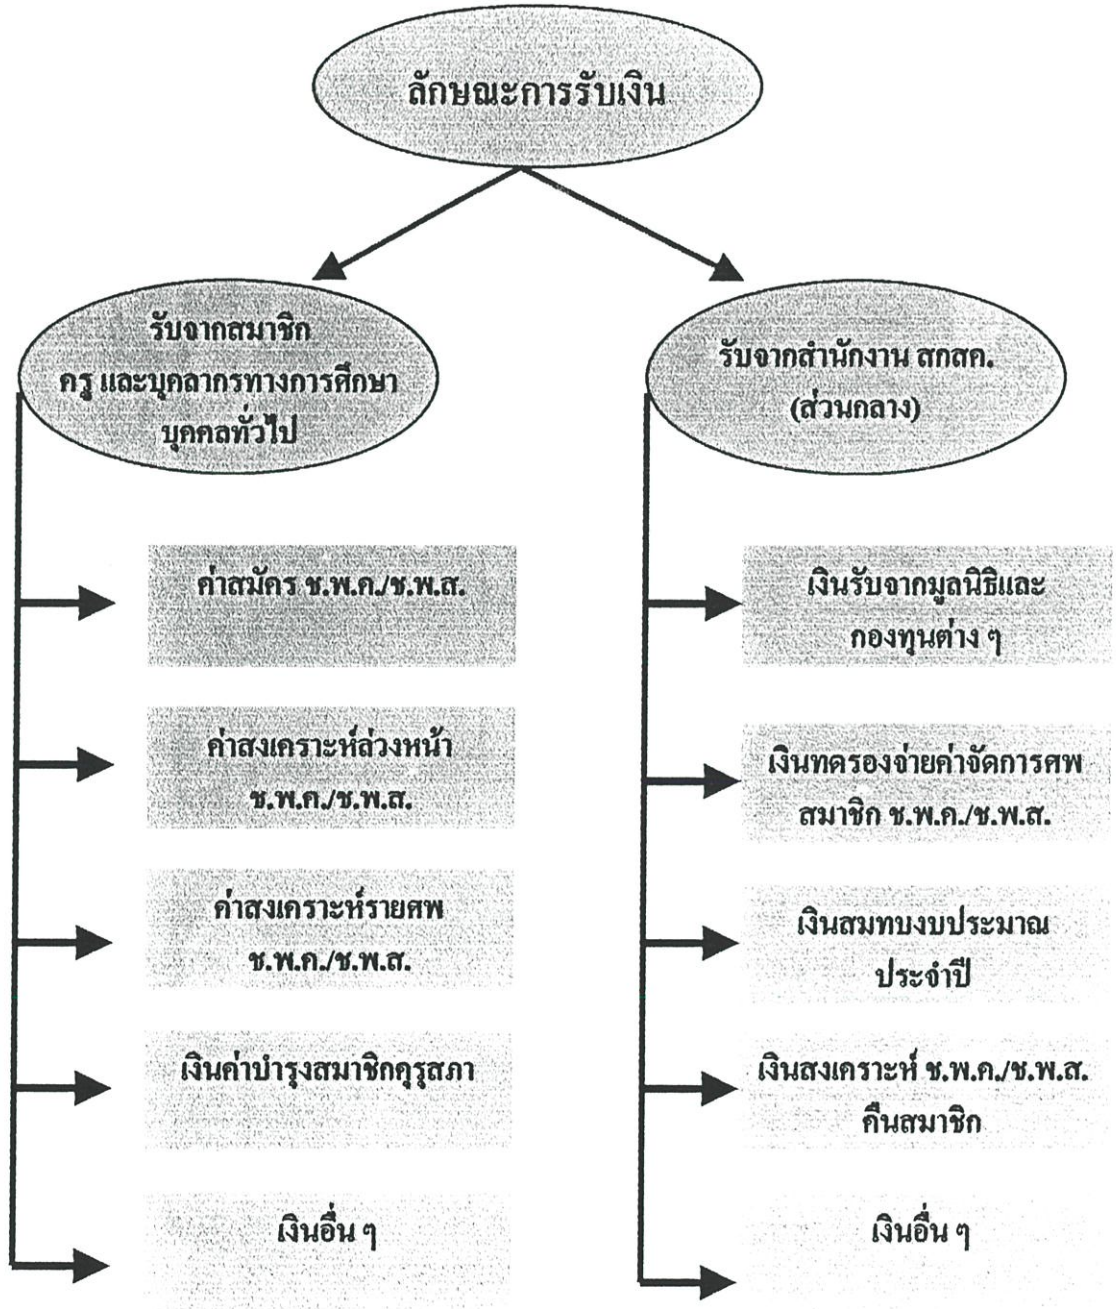 ลักษณะการรับเงิน
รับจากสมาชิก
ครู และบุคลากรทางการศึกษา
บุคคลทั่วไป
ค่าสมัคร ช.พ.ค./ช.พ.ส.
ค่าสงเคราะห์ล่วงหน้า
ช.พ.ค./ช.พ.ส.
ค่าสงเคราะห์รายศพ
ช.พ.ค./ช.พ.ส.
เงินค่าบำรุงสมาชิกคุรุสภา
เงินอื่น ๆ
รับจากสำนักงาน สกสค.
(ส่วนกลาง)
เงินรับจากมูลนิธิและ
กองทุนต่าง ๆ
เงินทดรองจ่ายค่าจัดการศพ
สมาชิก ช.พ.ค./ช.พ.ส.
เงินสมทบงบประมาณ
ประจำปี
เงินสงเคราะห์ ช.พ.ค./ช.พ.ส.
คืนสมาชิก
เงินอื่น ๆ